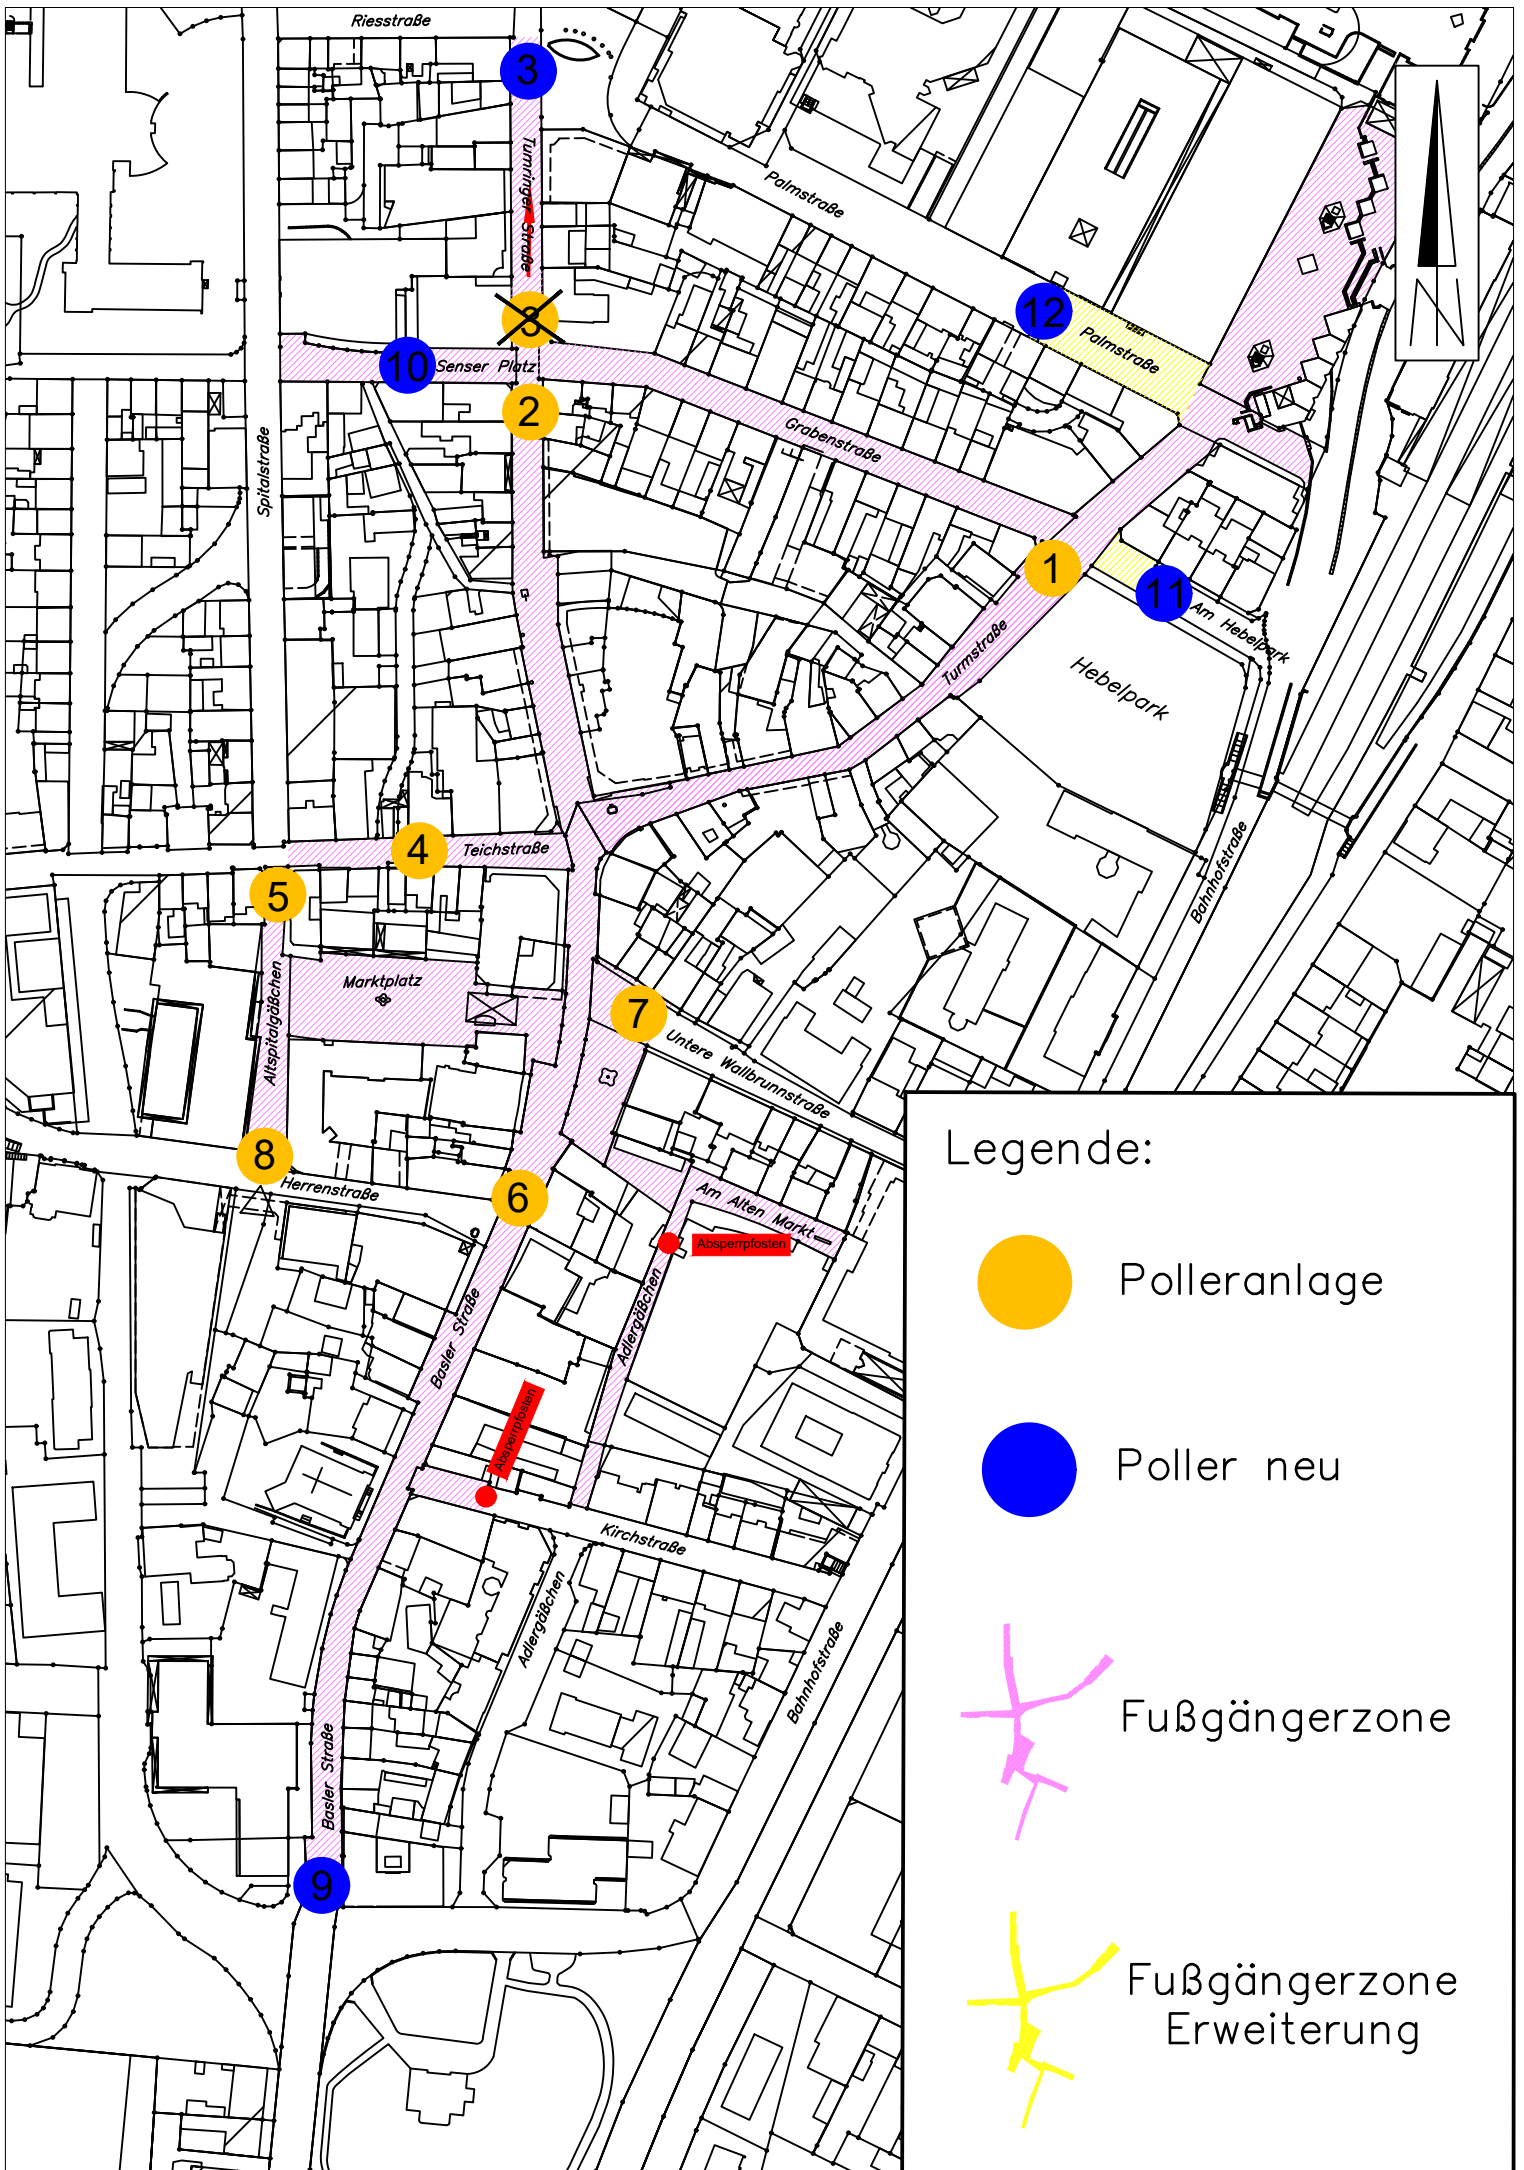 Riesstraße
3
Tumringer Straße
Palmstraße
12
Palmstraße
3
10
Senser Platz
2
Grabenstraße
Spitalstraße
1
11
Am Hebelpark
Turmstraße
Hebelpark
4
Teichstraße
Bahnhofstraße
5
Marktplatz
Altspitalgäßchen
7
Untere Wallbrunnstraße
8
Herrenstraße
6
Am Alten Markt
Absperrpfosten
Basler Straße
Adlergäßchen
Absperrpfosten
Kirchstraße
Adlergäßchen
Bahnhofstraße
Basler Straße
9
N
Legende:
Polleranlage
Poller neu
Fußgängerzone
Fußgängerzone
Erweiterung